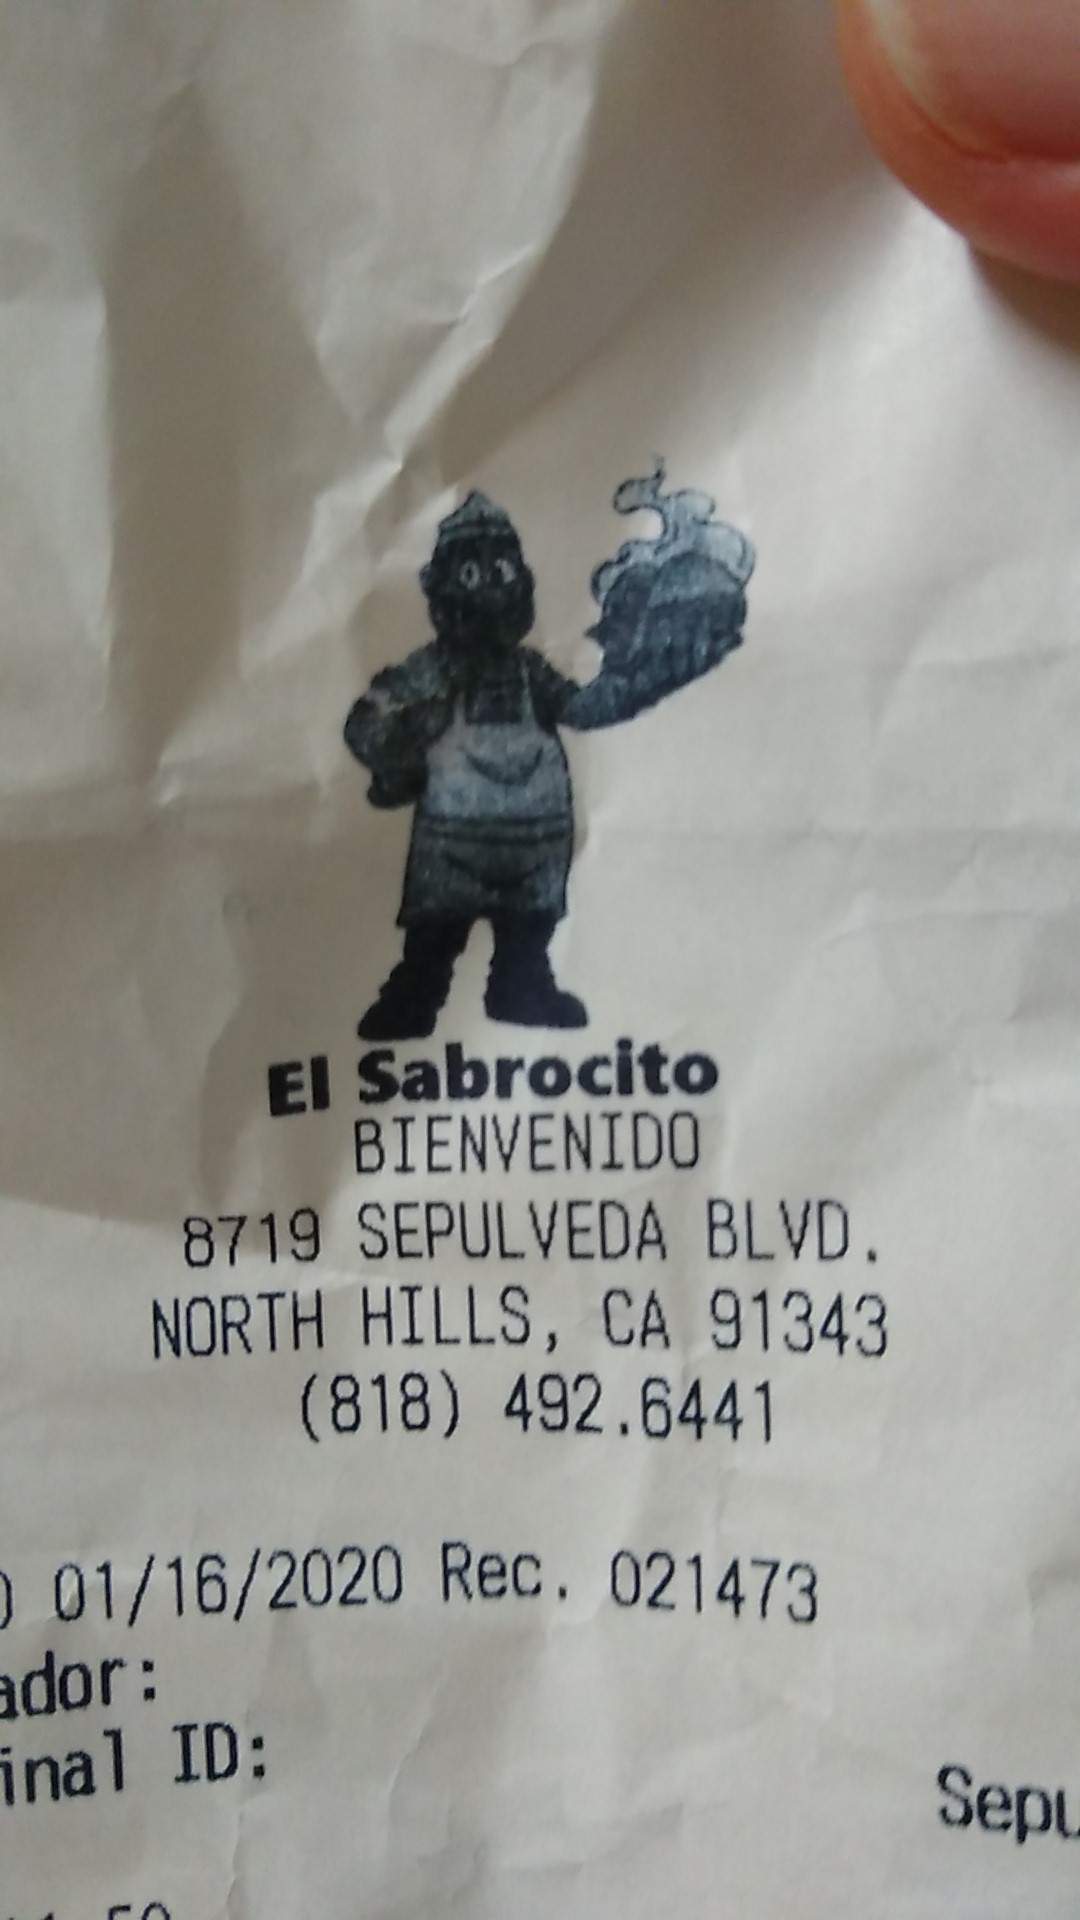 El Sabrocito
BIENVENIDO
8719 SEPULVEDA BLVD.
NORTH HILLS, CA 91343
(818) 492.6441
) 01/16/2020 Rec. 021473
ador:
inal ID:
Sepu